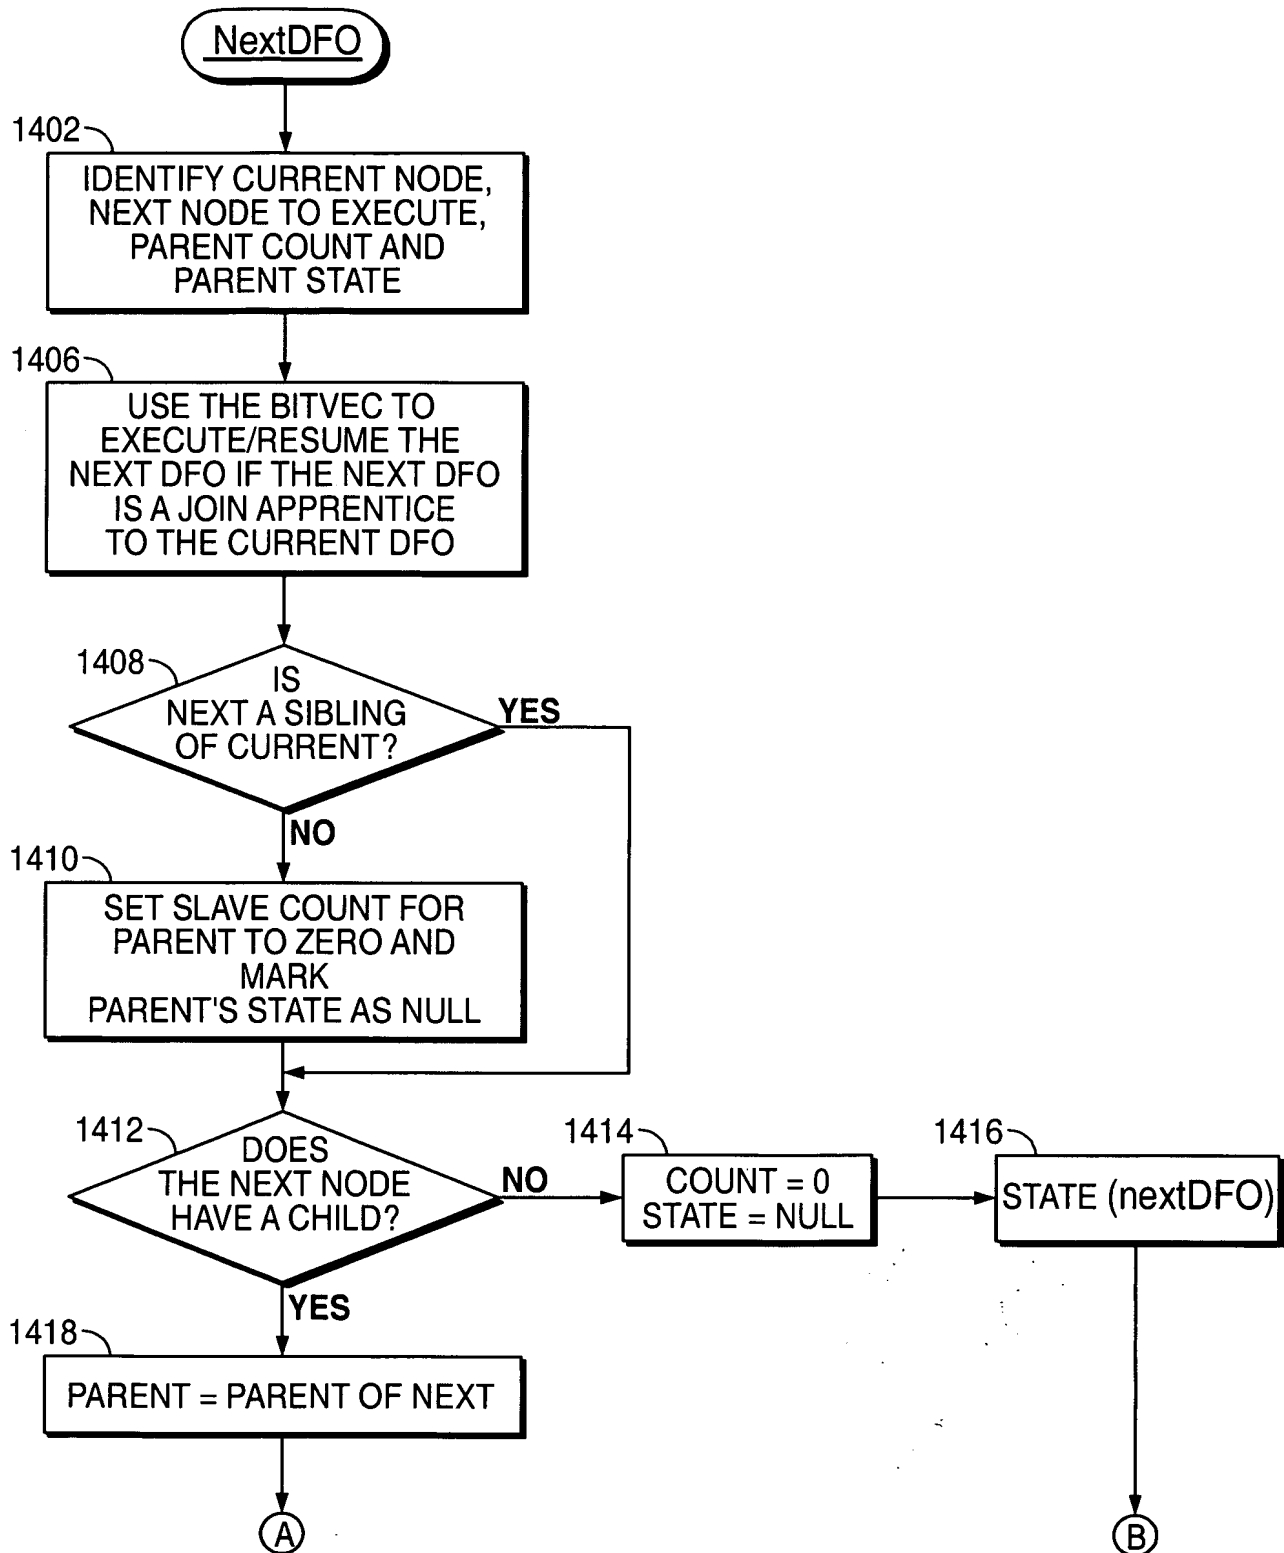 NextDFO
1402
IDENTIFY CURRENT NODE,
NEXT NODE TO EXECUTE,
PARENT COUNT AND
PARENT STATE
1406
USE THE BITVEC TO
EXECUTE/RESUME THE
NEXT DFO IF THE NEXT DFO
IS A JOIN APPRENTICE
TO THE CURRENT DFO
1408
IS
NEXT A SIBLING
OF CURRENT?
YES
NO
1410
SET SLAVE COUNT FOR
PARENT TO ZERO AND
MARK
PARENT'S STATE AS NULL
1412
DOES
THE NEXT NODE
HAVE A CHILD?
NO
1414
COUNT = 0
STATE = NULL
1416
STATE (nextDFO)
YES
1418
PARENT = PARENT OF NEXT
A
B